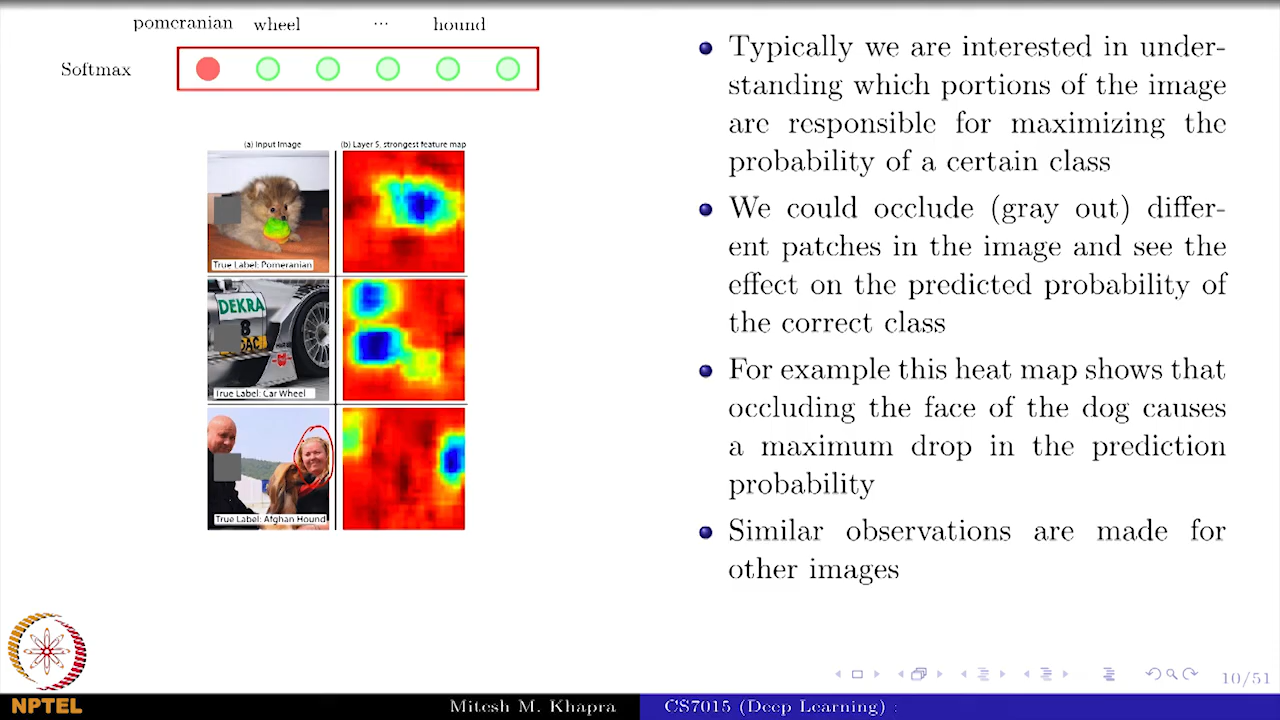 pomeranian wheel ··· hound
Softmax
(a) Input Image (b) Layer 5, strongest feature map
True Label: Pomeranian
DEKRA
8
True Label: Car Wheel
True Label: Afghan Hound
Typically we are interested in under-
standing which portions of the image
are responsible for maximizing the
probability of a certain class
We could occlude (gray out) differ-
ent patches in the image and see the
effect on the predicted probability of
the correct class
For example this heat map shows that
occluding the face of the dog causes
a maximum drop in the prediction
probability
Similar observations are made for
other images
10/51
NPTEL
Mitesh M. Khapra
CS7015 (Deep Learning) :